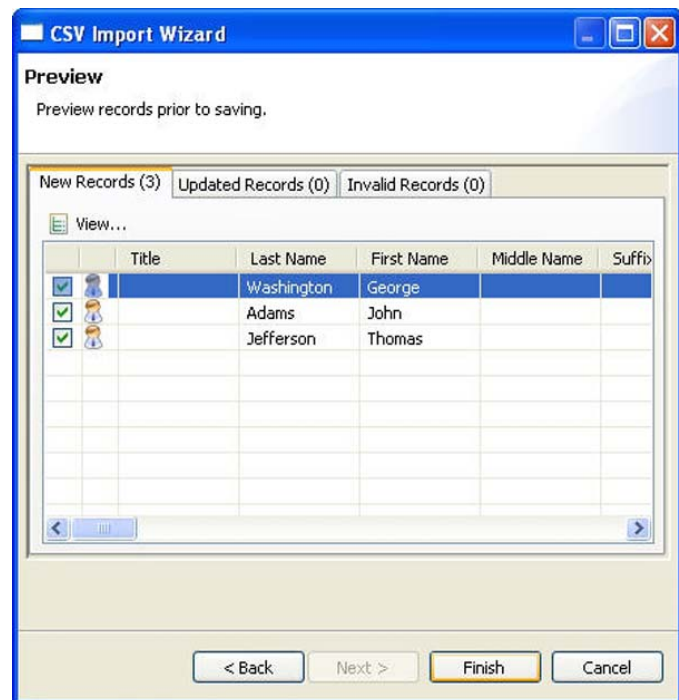 CSV Import Wizard
Preview
Preview records prior to saving.
New Records (3) Updated Records (0) Invalid Records (0)
View...
Title Last Name First Name Middle Name Suffix
Washington George
Adams John
Jefferson Thomas
< Back Next > Finish Cancel